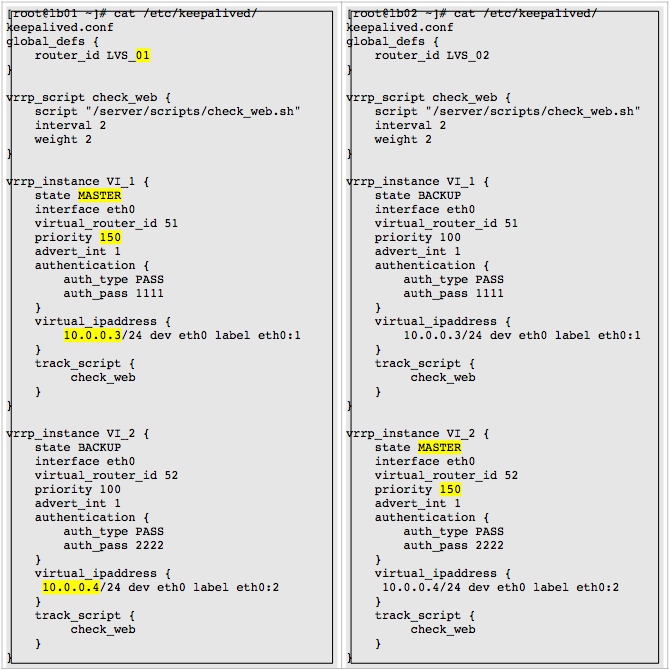 [root@lb01 ~]# cat /etc/keepalived/
keepalived.conf
global_defs {
    router_id LVS_01
}

vrrp_script check_web {
    script "/server/scripts/check_web.sh"
    interval 2
    weight 2
}

vrrp_instance VI_1 {
    state MASTER
    interface eth0
    virtual_router_id 51
    priority 150
    advert_int 1
    authentication {
        auth_type PASS
        auth_pass 1111
    }
    virtual_ipaddress {
        10.0.0.3/24 dev eth0 label eth0:1
    }
    track_script {
         check_web
    }
}

vrrp_instance VI_2 {
    state BACKUP
    interface eth0
    virtual_router_id 52
    priority 100
    advert_int 1
    authentication {
        auth_type PASS
        auth_pass 2222
    }
    virtual_ipaddress {
     10.0.0.4/24 dev eth0 label eth0:2
    }
    track_script {
         check_web
    }
}
[root@lb02 ~]# cat /etc/keepalived/
keepalived.conf
global_defs {
    router_id LVS_02
}

vrrp_script check_web {
    script "/server/scripts/check_web.sh"
    interval 2
    weight 2
}

vrrp_instance VI_1 {
    state BACKUP
    interface eth0
    virtual_router_id 51
    priority 100
    advert_int 1
    authentication {
        auth_type PASS
        auth_pass 1111
    }
    virtual_ipaddress {
        10.0.0.3/24 dev eth0 label eth0:1
    }
    track_script {
         check_web
    }
}

vrrp_instance VI_2 {
    state MASTER
    interface eth0
    virtual_router_id 52
    priority 150
    advert_int 1
    authentication {
        auth_type PASS
        auth_pass 2222
    }
    virtual_ipaddress {
     10.0.0.4/24 dev eth0 label eth0:2
    }
    track_script {
         check_web
    }
}